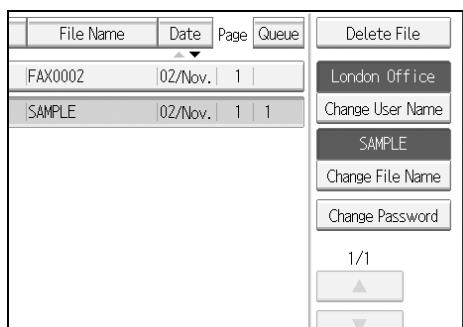 File Name Date Page Queue
FAX0002 02/Nov. 1
SAMPLE 02/Nov. 1 1
Delete File
London Office
Change User Name
SAMPLE
Change File Name
Change Password
1/1